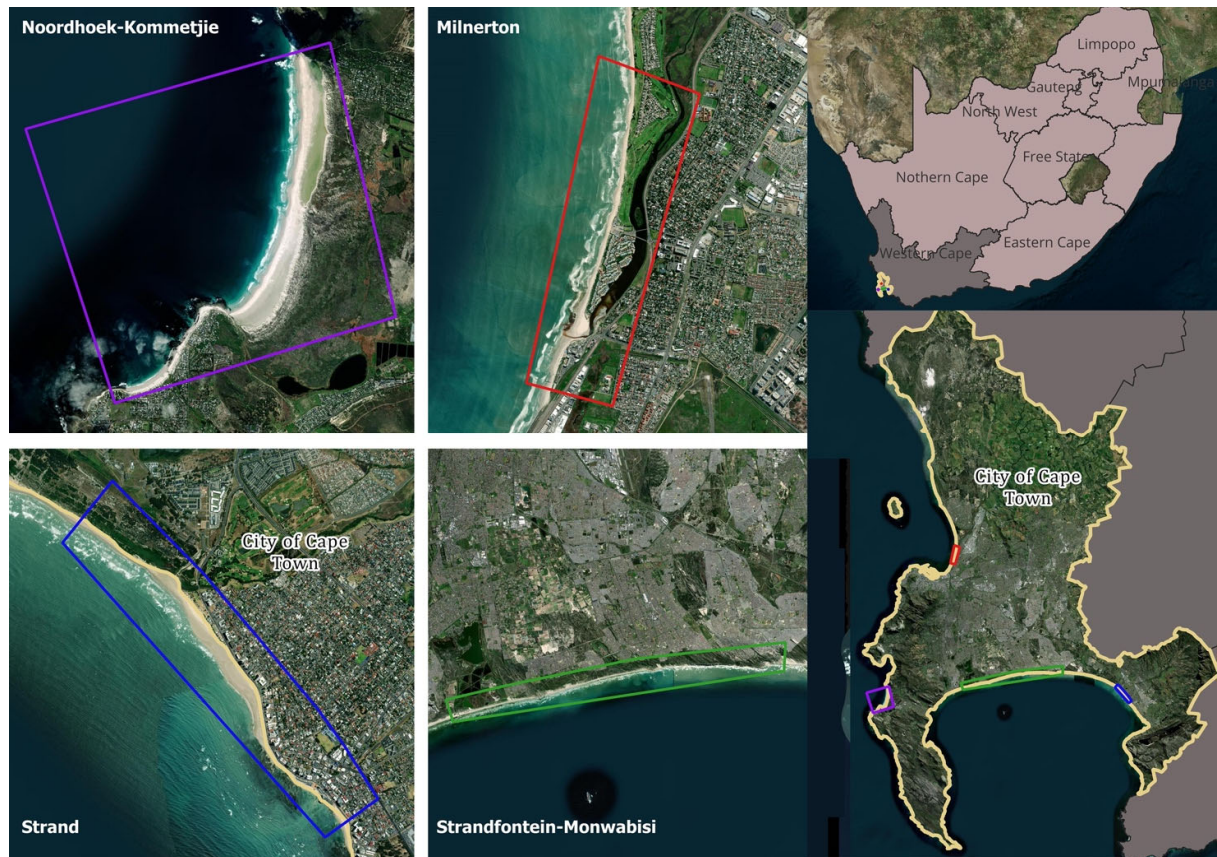 Noordhoek-Kommetjie
Milnerton
Limpopo
Gauteng
Mpumalanga
North West
Free State
Nothern Cape
Eastern Cape
Western Cape
City of Cape
Town
City of Cape
Town
Strand
Strandfontein-Monwabisi